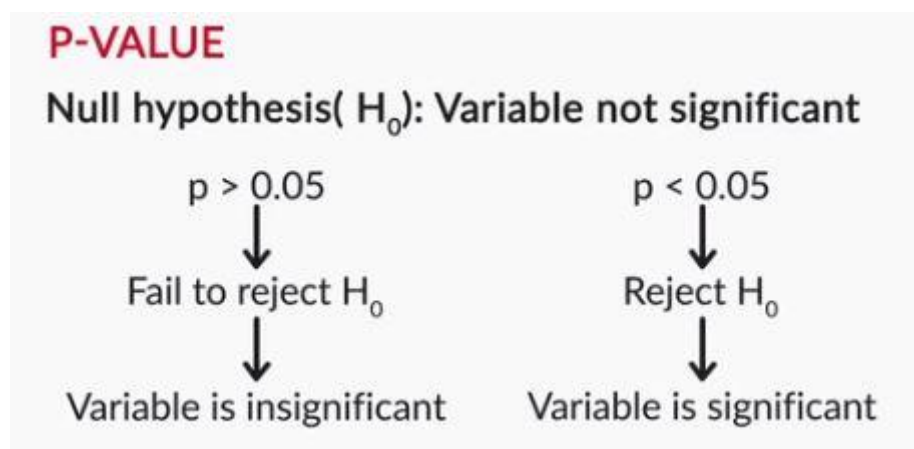 P-VALUE
Null hypothesis( H₀): Variable not significant
p > 0.05
p < 0.05
Fail to reject H₀
Reject H₀
Variable is insignificant
Variable is significant